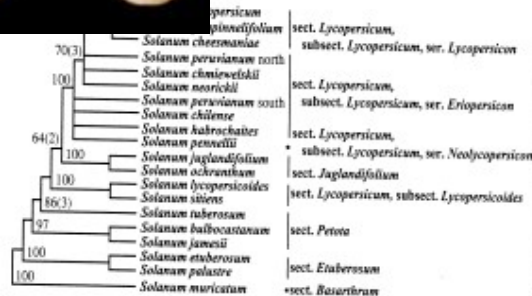 opersicum
pinnelifolium
Solanum cheesmaniae
sect. Lycopersicum,
subsect. Lycopersicum, ser. Lycopersicon
70(3)
Solanum peruvianum north
Solanum chmiewelskii
100
Solanum neorickii
sect. Lycopersicum,
subsect. Lycopersicum, ser. Eriopersicon
Solanum peruvianum south
Solanum chilense
Solanum habrochaites
64(2)
Solanum pennellii
sect. Lycopersicum,
* subsect. Lycopersicum, ser. Neolycopersicon
100
Solanum juglandifolium
Solanum ochranthum
sect. Juglandifolium
100
Solanum lycopersicoides
Solanum sitiens
sect. Lycopersicum, subsect. Lycopersicoides
86(3)
Solanum tuberosum
97
Solanum bulbocastanum
Solanum jamesii
sect. Petota
100
Solanum etuberosum
Solanum palustre
sect. Etuberosum
100
Solanum muricatum
*sect. Basarthrum